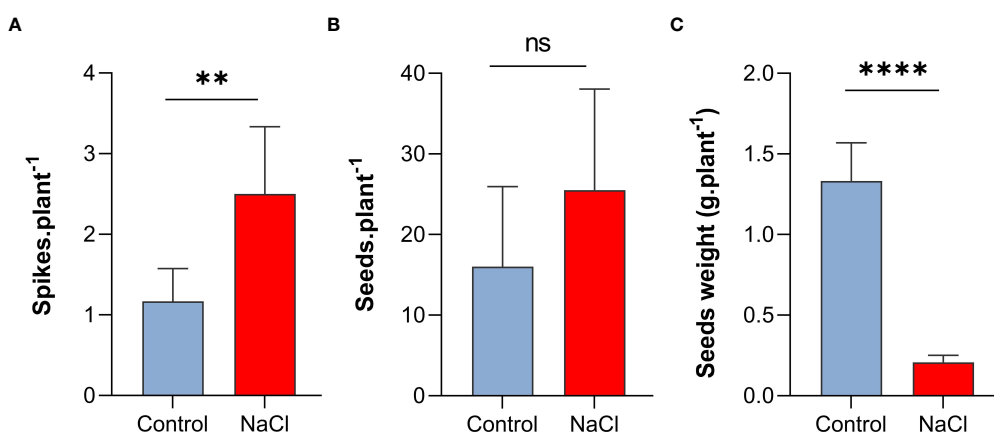 A
Spikes.plant⁻¹
4
3
2
1
0
**
Control NaCl
B
Seeds.plant⁻¹
40
30
20
10
0
ns
Control NaCl
C
Seeds weight (g.plant⁻¹)
2.0
1.5
1.0
0.5
0.0
****
Control NaCl